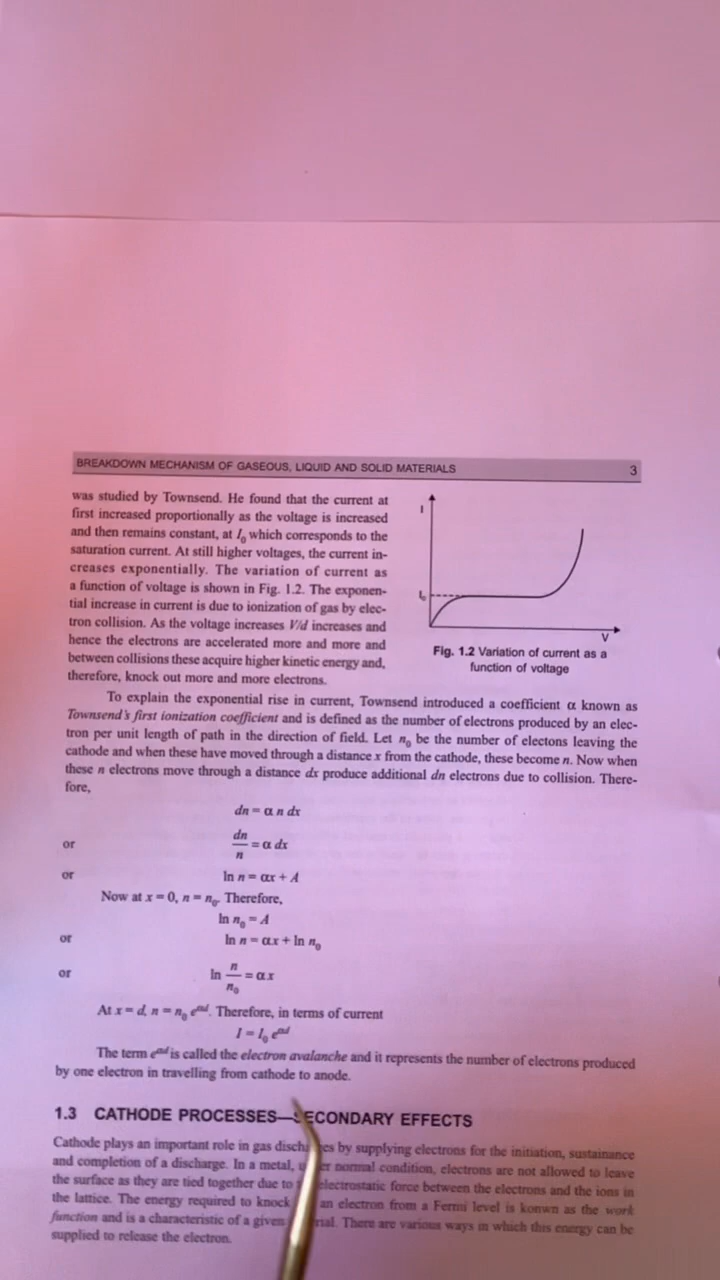 BREAKDOWN MECHANISM OF GASEOUS, LIQUID AND SOLID MATERIALS 3
was studied by Townsend. He found that the current at
first increased proportionally as the voltage is increased
and then remains constant, at I₀ which corresponds to the
saturation current. At still higher voltages, the current in-
creases exponentially. The variation of current as
a function of voltage is shown in Fig. 1.2. The exponen-
tial increase in current is due to ionization of gas by elec-
tron collision. As the voltage increases V/d increases and
hence the electrons are accelerated more and more and
between collisions these acquire higher kinetic energy and,
therefore, knock out more and more electrons.
I
I₀
V
Fig. 1.2 Variation of current as a
function of voltage
To explain the exponential rise in current, Townsend introduced a coefficient α known as
Townsend's first ionization coefficient and is defined as the number of electrons produced by an elec-
tron per unit length of path in the direction of field. Let n₀ be the number of electons leaving the
cathode and when these have moved through a distance x from the cathode, these become n. Now when
these n electrons move through a distance dx produce additional dn electrons due to collision. There-
fore,
dn = α n dx
or dn/n = α dx
or ln n = αx + A
Now at x = 0, n = n₀. Therefore,
ln n₀ = A
or ln n = αx + ln n₀
or ln n/n₀ = α x
At x = d, n = n₀ e^αd. Therefore, in terms of current
I = I₀ e^αd
The term e^αd is called the electron avalanche and it represents the number of electrons produced
by one electron in travelling from cathode to anode.
1.3 CATHODE PROCESSES—SECONDARY EFFECTS
Cathode plays an important role in gas by supplying electrons for the initiation, sustainance
and completion of a discharge. In a metal, normal condition, electrons are not allowed to leave
the surface as they are tied together due to electrostatic force between the electrons and the ions in
the lattice. The energy required to knock an electron from a Fermi level is konwn as the work
function and is a characteristic of a given There are various ways in which this energy can be
supplied to release the electron.